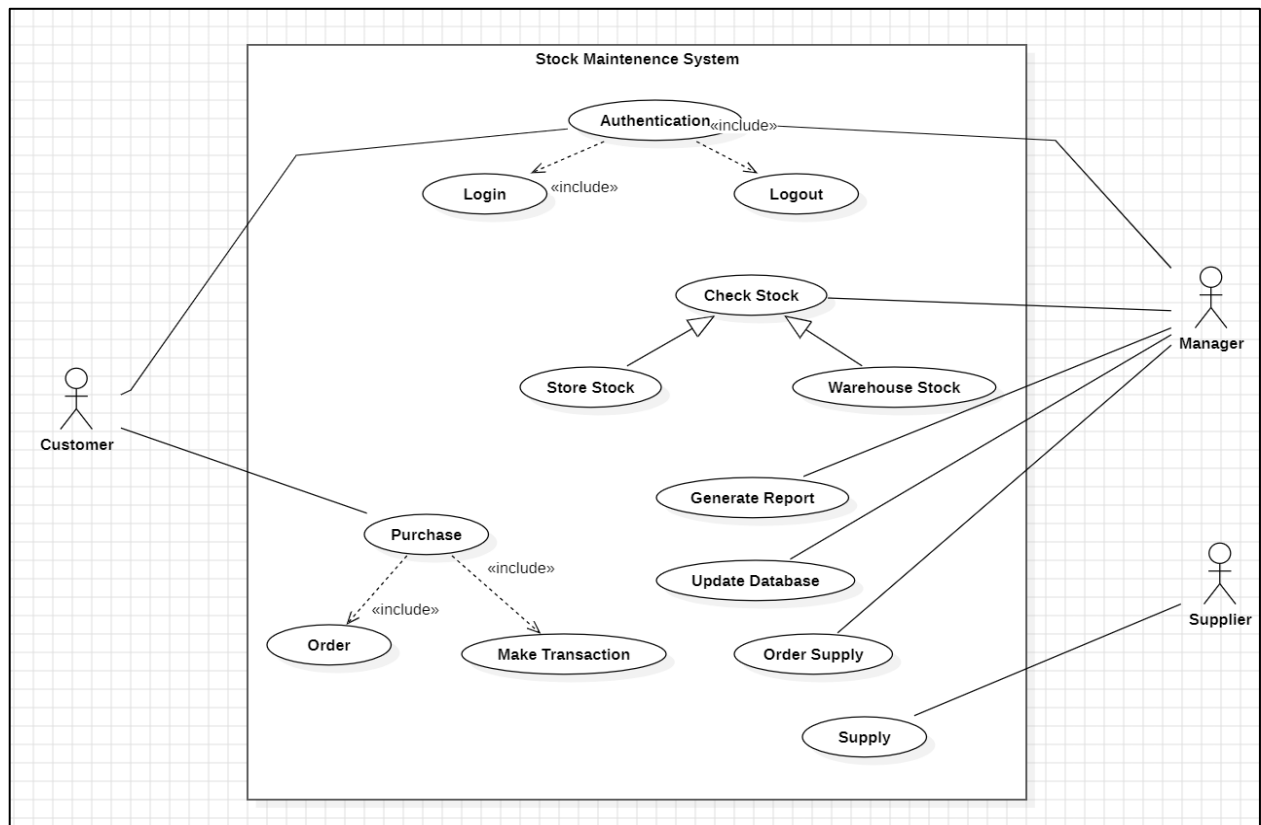 Stock Maintenence System
Authentication
«include»
Login
«include»
Logout
Check Stock
Store Stock
Warehouse Stock
Customer
Manager
Generate Report
Purchase
«include»
Update Database
«include»
Order
Make Transaction
Order Supply
Supplier
Supply